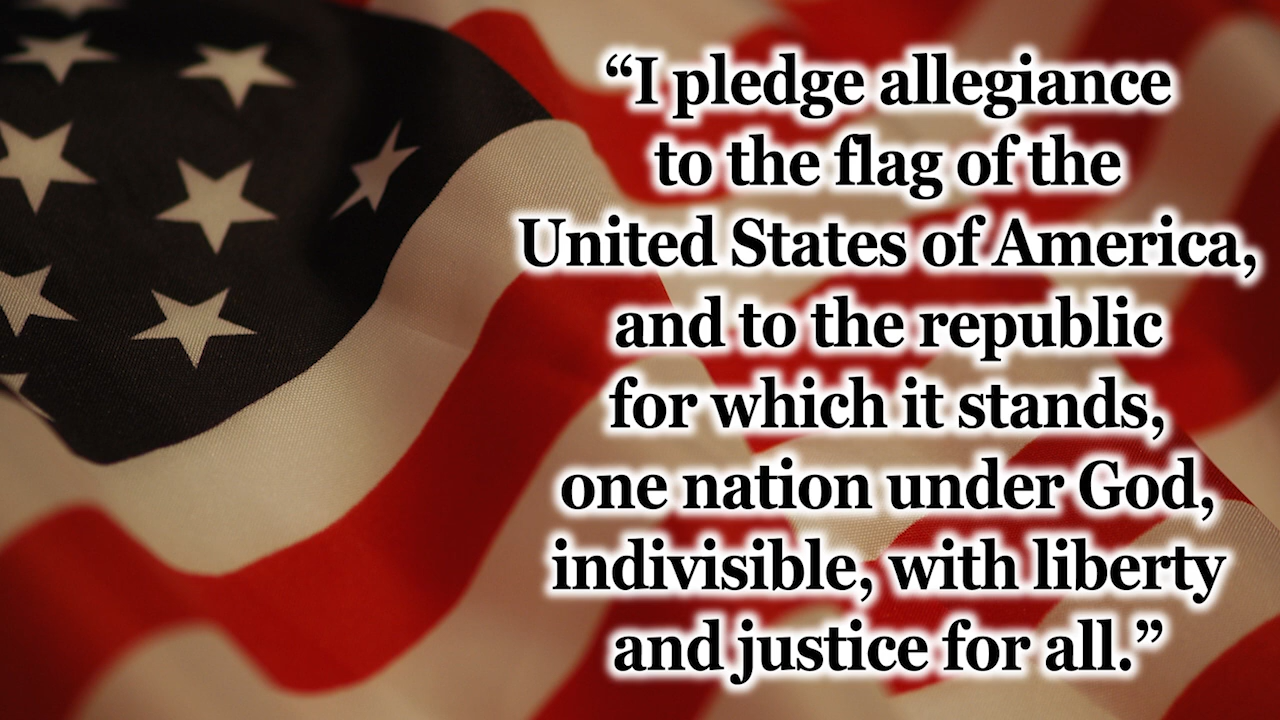 “I pledge allegiance
to the flag of the
United States of America,
and to the republic
for which it stands,
one nation under God,
indivisible, with liberty
and justice for all.”